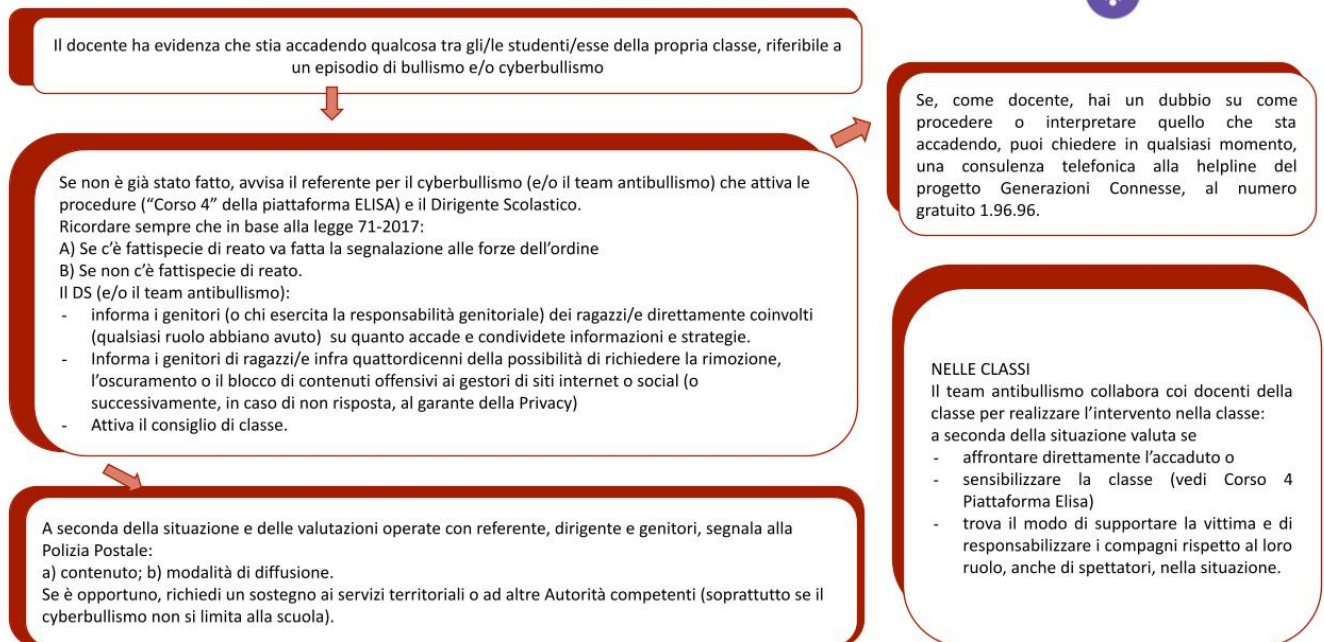 Il docente ha evidenza che stia accadendo qualcosa tra gli/le studenti/esse della propria classe, riferibile a
un episodio di bullismo e/o cyberbullismo
Se non è già stato fatto, avvisa il referente per il cyberbullismo (e/o il team antibullismo) che attiva le
procedure (“Corso 4” della piattaforma ELISA) e il Dirigente Scolastico.
Ricordare sempre che in base alla legge 71-2017:
A) Se c’è fattispecie di reato va fatta la segnalazione alle forze dell’ordine
B) Se non c’è fattispecie di reato.
Il DS (e/o il team antibullismo):
- informa i genitori (o chi esercita la responsabilità genitoriale) dei ragazzi/e direttamente coinvolti
(qualsiasi ruolo abbiano avuto) su quanto accade e condividete informazioni e strategie.
- Informa i genitori di ragazzi/e infra quattordicenni della possibilità di richiedere la rimozione,
l’oscuramento o il blocco di contenuti offensivi ai gestori di siti internet o social (o
successivamente, in caso di non risposta, al garante della Privacy)
- Attiva il consiglio di classe.
A seconda della situazione e delle valutazioni operate con referente, dirigente e genitori, segnala alla
Polizia Postale:
a) contenuto; b) modalità di diffusione.
Se è opportuno, richiedi un sostegno ai servizi territoriali o ad altre Autorità competenti (soprattutto se il
cyberbullismo non si limita alla scuola).
Se, come docente, hai un dubbio su come
procedere o interpretare quello che sta
accadendo, puoi chiedere in qualsiasi momento,
una consulenza telefonica alla helpline del
progetto Generazioni Connesse, al numero
gratuito 1.96.96.
NELLE CLASSI
Il team antibullismo collabora coi docenti della
classe per realizzare l’intervento nella classe:
a seconda della situazione valuta se
- affrontare direttamente l’accaduto o
- sensibilizzare la classe (vedi Corso 4
Piattaforma Elisa)
- trova il modo di supportare la vittima e di
responsabilizzare i compagni rispetto al loro
ruolo, anche di spettatori, nella situazione.